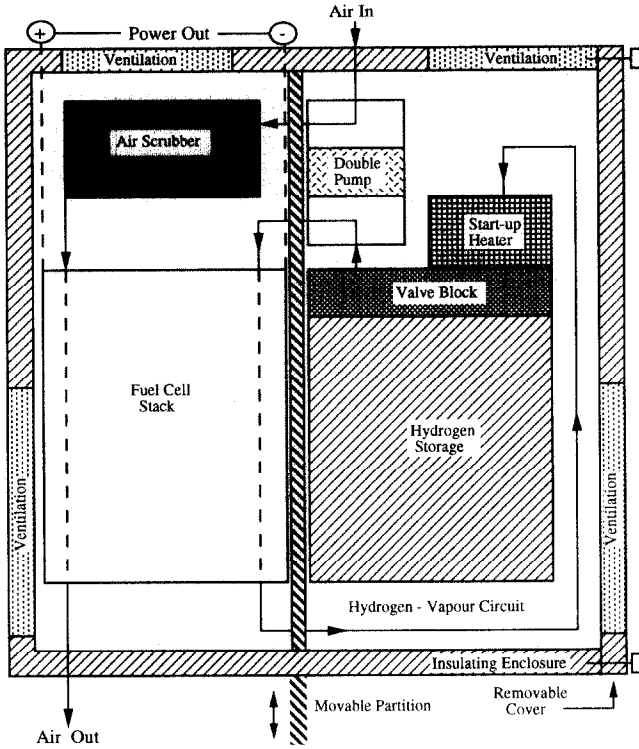 Air In
+
Power Out
-
Ventilation
Ventilation
Air Scrubber
Double
Pump
Start-up
Heater
Valve Block
Fuel Cell
Stack
Hydrogen
Storage
Ventilation
Ventilation
Hydrogen - Vapour Circuit
Insulating Enclosure
Movable Partition
Removable
Cover
Air Out